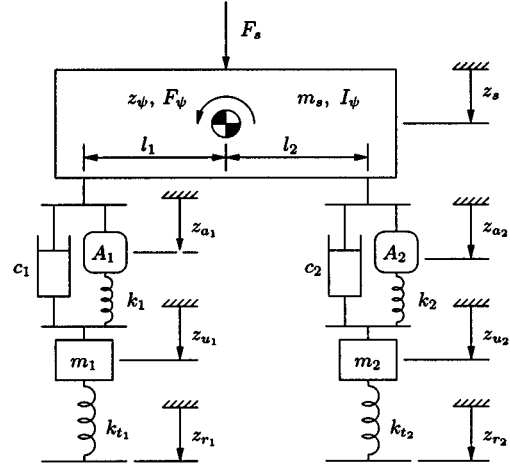 F_s
z_ψ, F_ψ
m_s, I_ψ
z_s
l_1
l_2
z_{a_1}
z_{a_2}
c_1
A_1
c_2
A_2
k_1
k_2
z_{u_1}
z_{u_2}
m_1
m_2
k_{t_1}
z_{r_1}
k_{t_2}
z_{r_2}